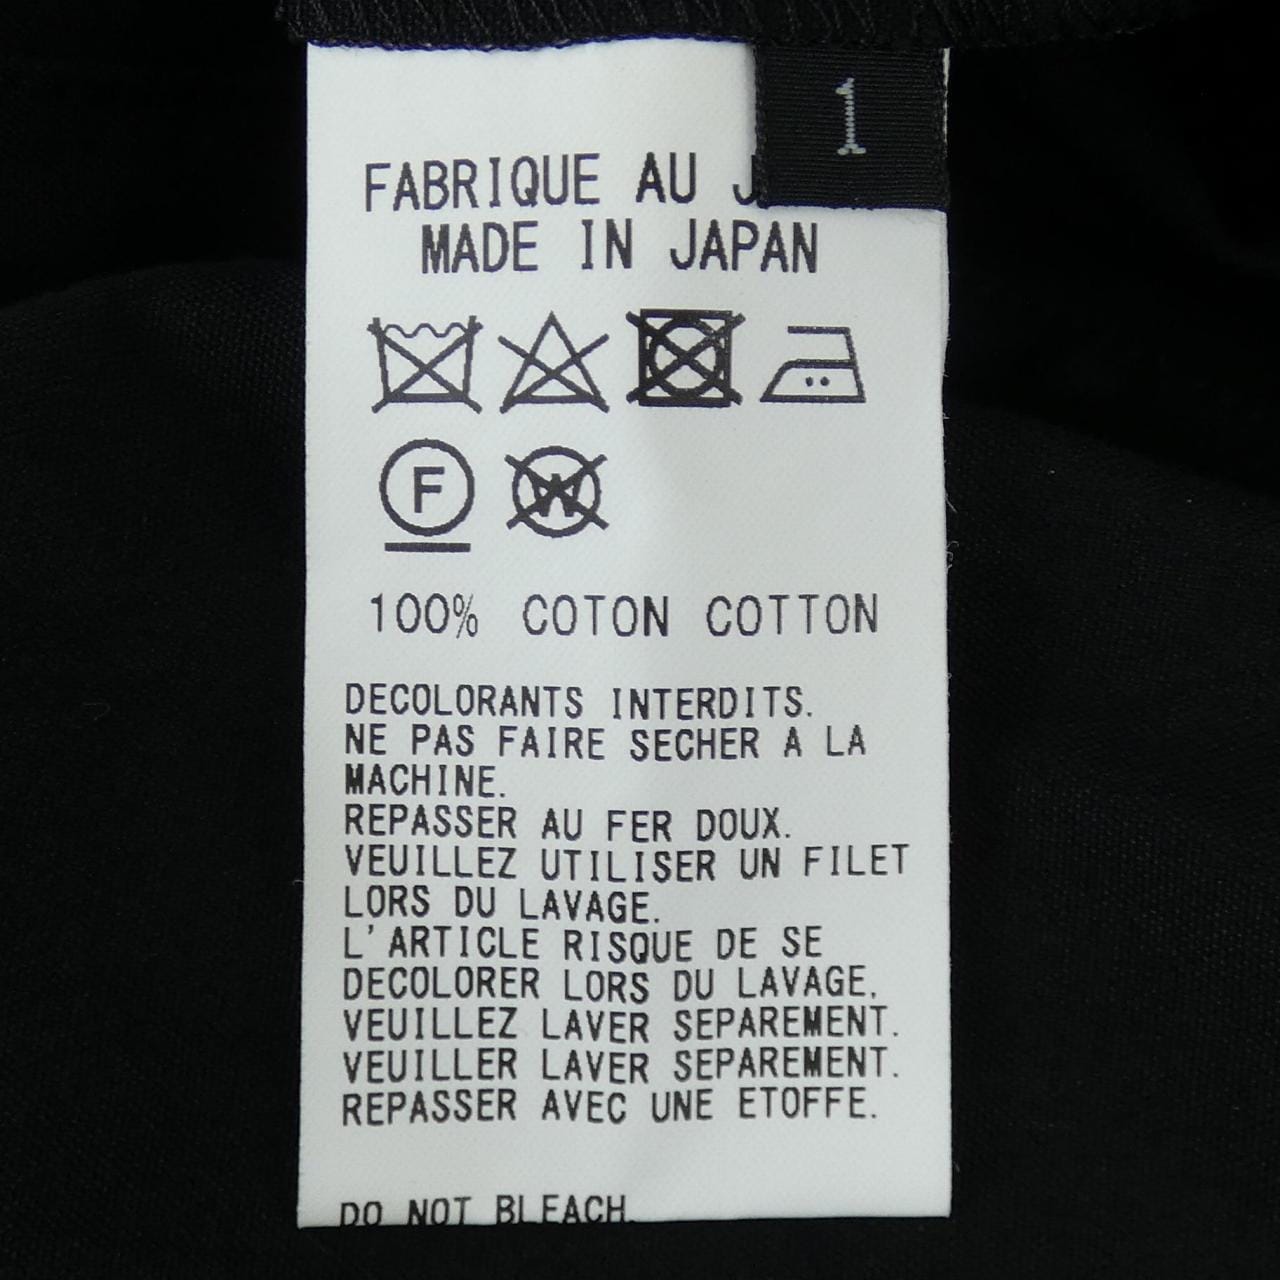 1
FABRIQUE AU
MADE IN JAPAN
F
W
100% COTON COTTON
DECOLORANTS INTERDITS.
NE PAS FAIRE SECHER A LA
MACHINE.
REPASSER AU FER DOUX.
VEUILLEZ UTILISER UN FILET
LORS DU LAVAGE.
L'ARTICLE RISQUE DE SE
DECOLORER LORS DU LAVAGE.
VEUILLEZ LAVER SEPAREMENT.
VEUILLER LAVER SEPAREMENT.
REPASSER AVEC UNE ETOFFE.
DO NOT BLEACH.